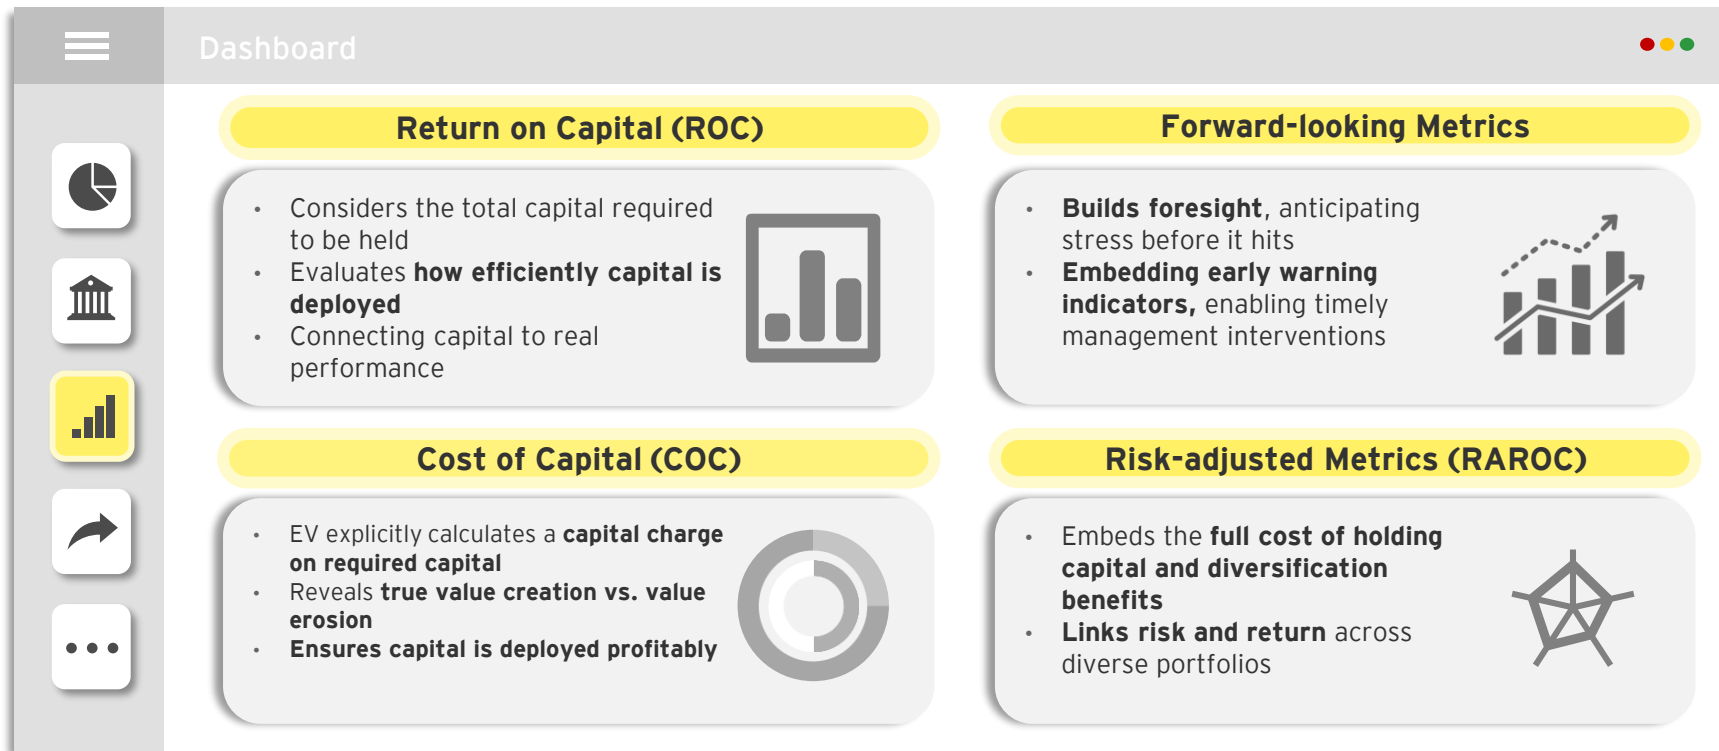 Dashboard
Return on Capital (ROC)
• Considers the total capital required
to be held
• Evaluates how efficiently capital is
deployed
• Connecting capital to real
performance
Forward-looking Metrics
• Builds foresight, anticipating
stress before it hits
• Embedding early warning
indicators, enabling timely
management interventions
Cost of Capital (COC)
• EV explicitly calculates a capital charge
on required capital
• Reveals true value creation vs. value
erosion
• Ensures capital is deployed profitably
Risk-adjusted Metrics (RAROC)
• Embeds the full cost of holding
capital and diversification
benefits
• Links risk and return across
diverse portfolios